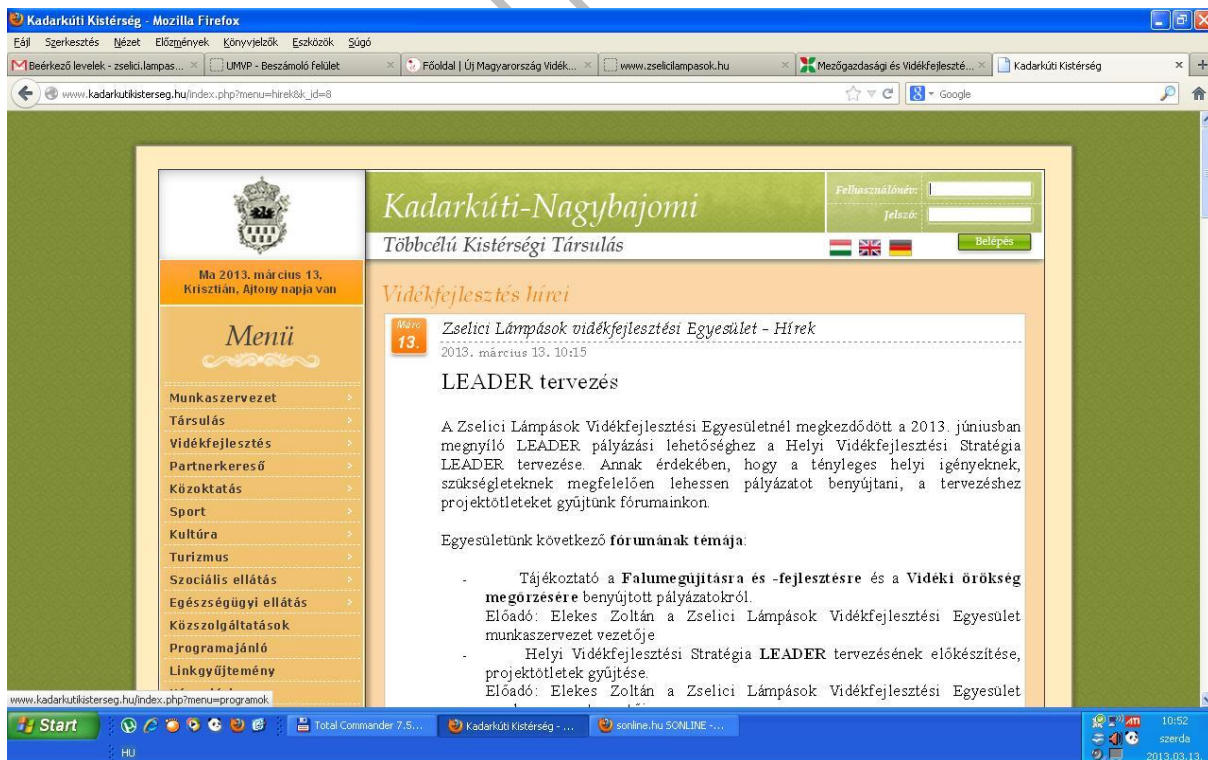 Kadarkúti Kistérség - Mozilla Firefox
Fájl Szerkesztés Nézet Előzmények Könyvjelzők Eszközök Súgó
Beérkező levelek - zselici.lampas... UMVP - Beszámoló felület Főoldal | Új Magyarország Vidék... www.zselicilampasok.hu Mezőgazdasági és Vidékfejleszté... Kadarkúti Kistérség
www.kadarkutikisterseg.hu/index.php?menu=hirek&k_id=8 Google
Kadarkúti-Nagybajomi
Többcélú Kistérségi Társulás
Felhasználónév:
Jelszó:
Belépés
Ma 2013. március 13,
Krisztián, Ajtony napja van
Menü
Munkaszervezet
Társulás
Vidékfejlesztés
Partnerkereső
Közoktatás
Sport
Kultúra
Turizmus
Szociális ellátás
Egészségügyi ellátás
Közszolgáltatások
Programajánló
Linkgyűjtemény
Vidékfejlesztés hírei
Márc
13.
Zselici Lámpások vidékfejlesztési Egyesület - Hírek
2013. március 13. 10:15
LEADER tervezés
A Zselici Lámpások Vidékfejlesztési Egyesületnél megkezdődött a 2013. júniusban
megnyíló LEADER pályázási lehetőséghez a Helyi Vidékfejlesztési Stratégia
LEADER tervezése. Annak érdekében, hogy a tényleges helyi igényeknek,
szükségleteknek megfelelően lehessen pályázatot benyújtani, a tervezéshez
projektötleteket gyűjtünk fórumainkon.
Egyesületünk következő fórumának témája:
- Tájékoztató a Falumegújításra és -fejlesztésre és a Vidéki örökség
megőrzésére benyújtott pályázatokról.
Előadó: Elekes Zoltán a Zselici Lámpások Vidékfejlesztési Egyesület
munkaszervezet vezetője
- Helyi Vidékfejlesztési Stratégia LEADER tervezésének előkészítése,
projektötletek gyűjtése.
Előadó: Elekes Zoltán a Zselici Lámpások Vidékfejlesztési Egyesület
www.kadarkutikisterseg.hu/index.php?menu=programok
Start Total Commander 7.5... Kadarkúti Kistérség - ... sonline.hu SONLINE -... 10:52
szerda
HU 2013.03.13.